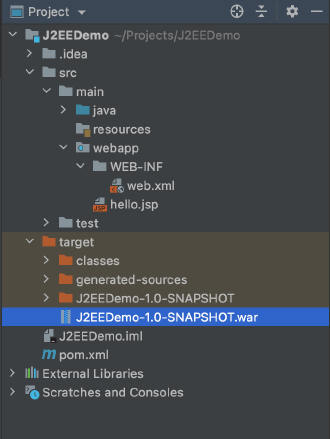 Project
J2EEDemo ~/Projects/J2EEDemo
.idea
src
main
java
resources
webapp
WEB-INF
web.xml
hello.jsp
test
target
classes
generated-sources
J2EEDemo-1.0-SNAPSHOT
J2EEDemo-1.0-SNAPSHOT.war
J2EEDemo.iml
pom.xml
External Libraries
Scratches and Consoles